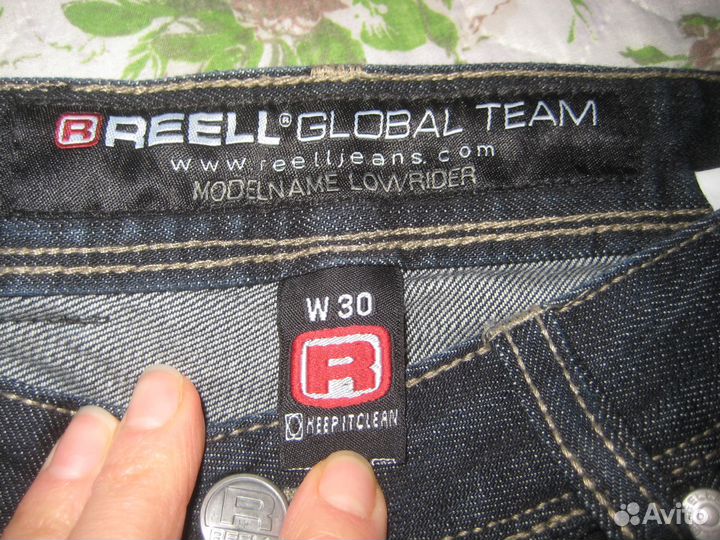 R REELL® GLOBAL TEAM
www.reelljeans.com
MODELNAME LOWRIDER
W 30
R
KEEP IT CLEAN
R
REELL
Avito